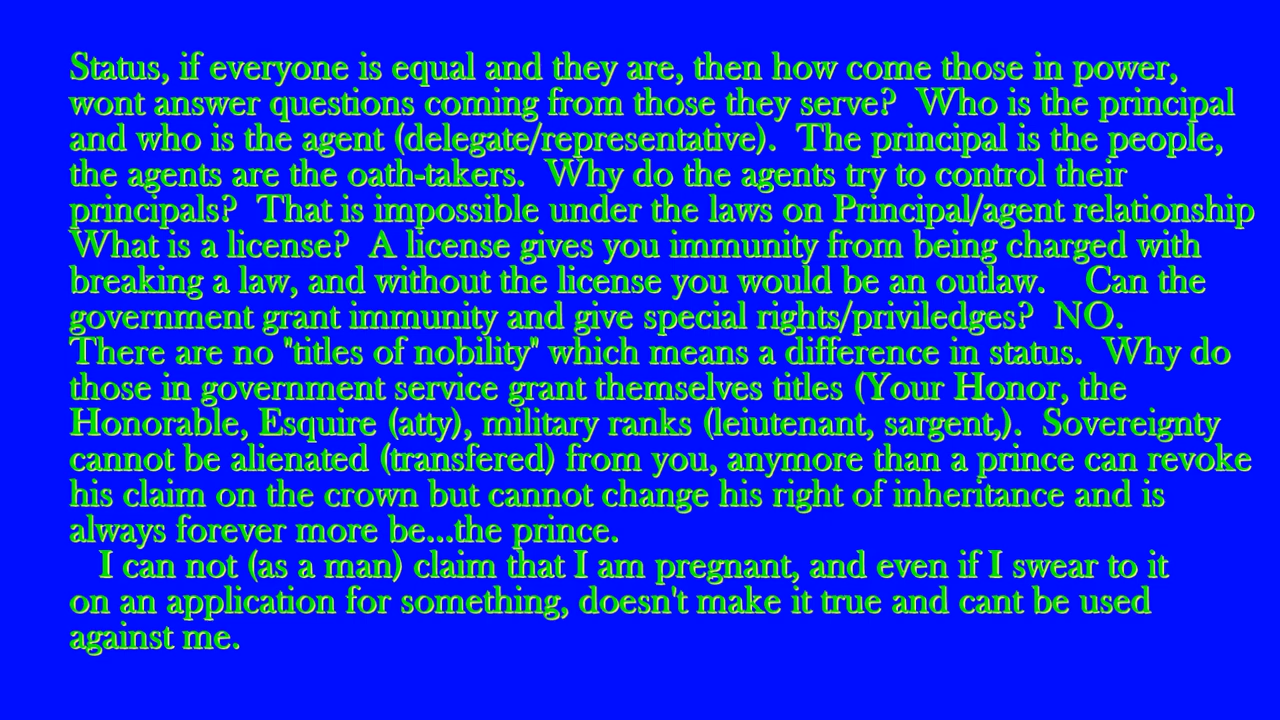 Status, if everyone is equal and they are, then how come those in power,
wont answer questions coming from those they serve?  Who is the principal
and who is the agent (delegate/representative).  The principal is the people,
the agents are the oath-takers.  Why do the agents try to control their
principals?  That is impossible under the laws on Principal/agent relationship
What is a license?  A license gives you immunity from being charged with
breaking a law, and without the license you would be an outlaw.    Can the
government grant immunity and give special rights/priviledges?  NO.
There are no "titles of nobility" which means a difference in status.  Why do
those in government service grant themselves titles (Your Honor, the
Honorable, Esquire (atty), military ranks (leiutenant, sargent,).  Sovereignty
cannot be alienated (transfered) from you, anymore than a prince can revoke
his claim on the crown but cannot change his right of inheritance and is
always forever more be...the prince.
I can not (as a man) claim that I am pregnant, and even if I swear to it
on an application for something, doesn't make it true and cant be used
against me.